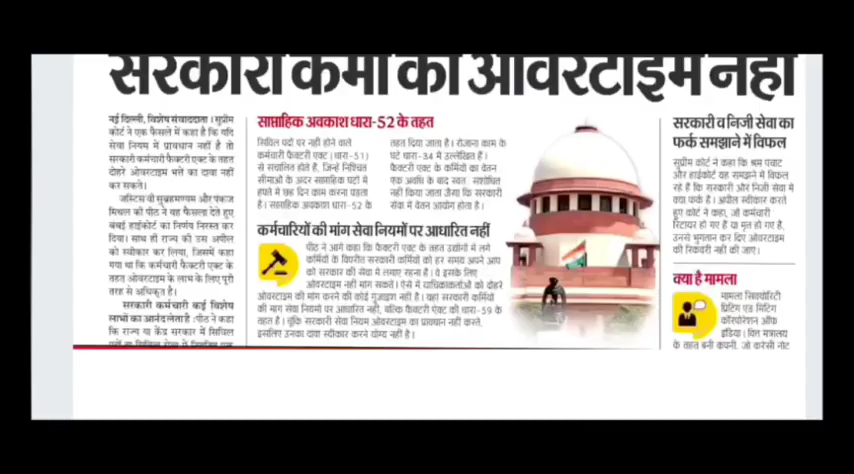 सरकारी कर्मी को ओवरटाइम नहीं
नई दिल्ली, विशेष संवाददाता। सुप्रीम
कोर्ट ने एक फैसले में कहा है कि यदि
सेवा नियम में प्रावधान नहीं है तो
सरकारी कर्मचारी फैक्टरी एक्ट के तहत
दोहरे ओवरटाइम भत्ते का दावा नहीं
कर सकते।
जस्टिस वी सुब्रहमण्यम और पंकज
मिथल की पीठ ने यह फैसला देते हुए
बंबई हाईकोर्ट का निर्णय निरस्त कर
दिया। साथ ही राज्य की उस अपील
को स्वीकार कर लिया, जिसमें कहा
गया था कि कर्मचारी फैक्टरी एक्ट के
तहत ओवरटाइम के लाभ के लिए पूरी
तरह से अधिकृत है।
सरकारी कर्मचारी कई विशेष
लाभों का आनंद लेता है : पीठ ने कहा
कि राज्य या केंद्र सरकार में सिविल
साप्ताहिक अवकाश धारा-52 के तहत
सिविल पदों पर नहीं होने वाले
कर्मचारी फैक्टरी एक्ट (धारा-51)
से संचालित होते हैं, जिन्हें निश्चित
सीमाओं के अंदर साप्ताहिक घंटों में
हफ्ते में छह दिन काम करना पड़ता
है। साप्ताहिक अवकाश धारा-52 के
तहत दिया जाता है। रोजाना काम के
घंटे धारा-34 में उल्लेखित हैं।
फैक्टरी एक्ट के कर्मियों का वेतन
एक अवधि के बाद स्वत: संशोधित
नहीं किया जाता जैसा कि सरकारी
सेवा में वेतन आयोग होता है।
कर्मचारियों की मांग सेवा नियमों पर आधारित नहीं
पीठ ने आगे कहा कि फैक्टरी एक्ट के तहत उद्योगों में लगे
कर्मियों के विपरीत सरकारी कर्मियों को हर समय अपने आप
को सरकार की सेवा में लगाए रहना है। वे इसके लिए
ओवरटाइम नहीं मांग सकते। ऐसे में याचिकाकर्ताओं को दोहरे
ओवरटाइम की मांग करने की कोई गुंजाइश नहीं है। यहां सरकारी कर्मियों
की मांग सेवा नियमों पर आधारित नहीं, बल्कि फैक्टरी एक्ट की धारा-59 के
तहत है। चूंकि सरकारी सेवा नियम ओवरटाइम का प्रावधान नहीं करते,
इसलिए उनका दावा स्वीकार करने योग्य नहीं है।
सरकारी व निजी सेवा का
फर्क समझाने में विफल
सुप्रीम कोर्ट ने कहा कि श्रम पंचाट
और हाईकोर्ट यह समझने में विफल
रहे हैं कि सरकारी और निजी सेवा में
क्या फर्क है। अपील स्वीकार करते
हुए कोर्ट ने कहा, जो कर्मचारी
रिटायर हो गए हैं या मृत हो गए हैं,
उनसे भुगतान कर दिए ओवरटाइम
की रिकवरी नहीं की जाए।
क्या है मामला
मामला सिक्योरिटी
प्रिंटिंग एंड मिंटिंग
कॉरपोरेशन ऑफ
इंडिया (वित्त मंत्रालय
के तहत बनी कंपनी, जो करेंसी नोट